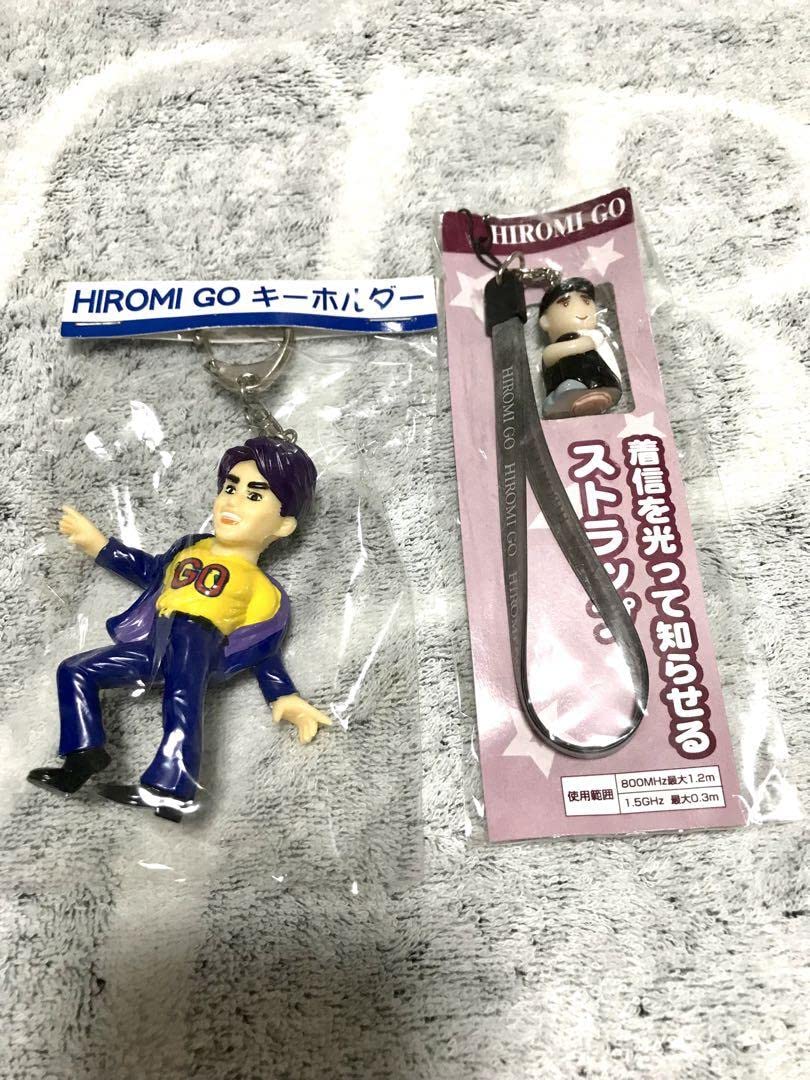 HIROMI GO キーホルダー
GO
HIROMI GO
HIROMI GO HIROMI GO HIROMI
着信を光って知らせる
ストラップ
使用範囲
800MHz最大1.2m
1.5GHz 最大0.3m